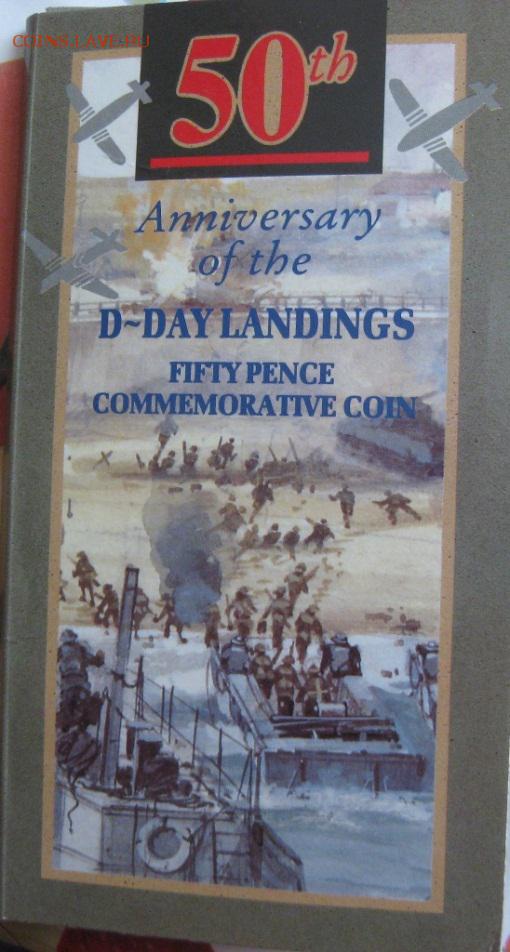 COINS.LAVE.RU
50th
Anniversary
of the
D~DAY LANDINGS
FIFTY PENCE
COMMEMORATIVE COIN